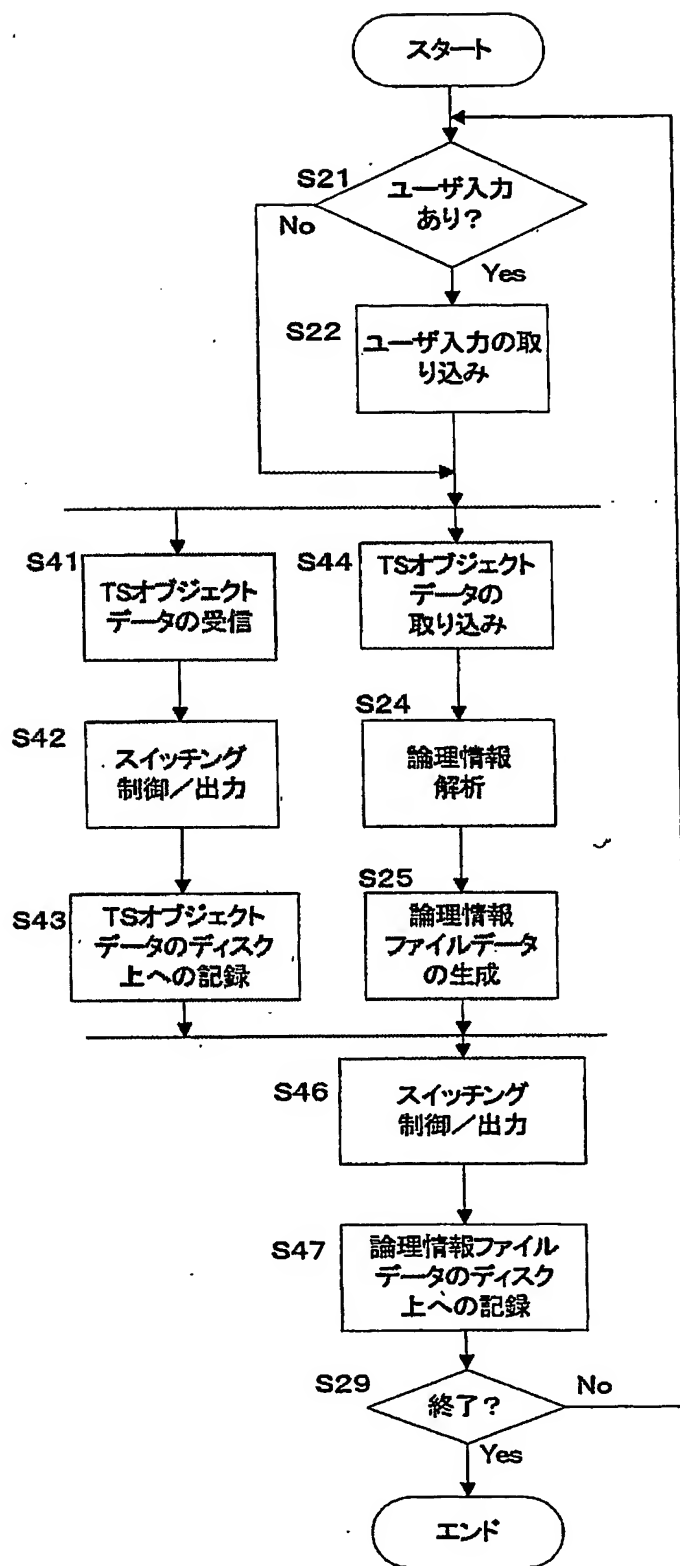 スタート
S21
ユーザ入力
あり？
No
Yes
S22
ユーザ入力の取
り込み
S41
TSオブジェクト
データの受信
S44
TSオブジェクト
データの
取り込み
S42
スイッチング
制御／出力
S24
論理情報
解析
S43
TSオブジェクト
データのディスク
上への記録
S25
論理情報
ファイルデータ
の生成
S46
スイッチング
制御／出力
S47
論理情報ファイル
データのディスク
上への記録
S29
終了？
No
Yes
エンド